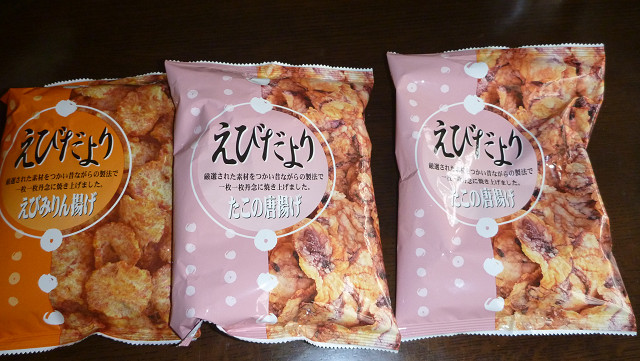 えびだより
厳選された素材をつかい昔ながらの製法で
一枚一枚丹念に焼き上げました。
えびみりん揚げ
えびだより
厳選された素材をつかい昔ながらの製法で
一枚一枚丹念に焼き上げました。
たこの唐揚げ
えびだより
厳選された素材をつかい昔ながらの製法で
一枚一枚丹念に焼き上げました。
たこの唐揚げ